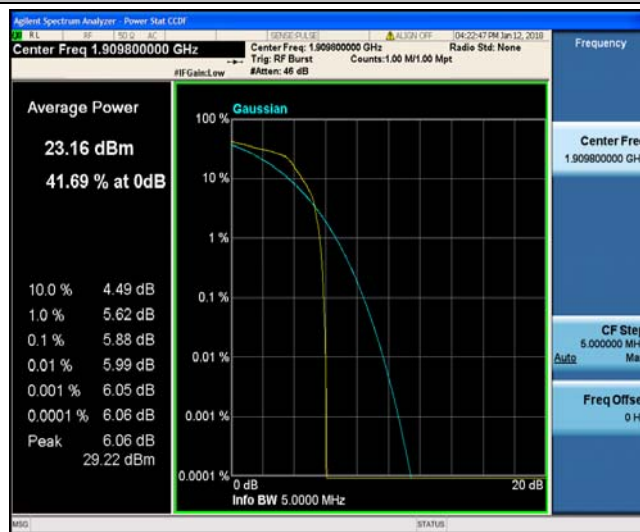 Agilent Spectrum Analyzer - Power Stat CCDF
RL RF 50 Ω AC SENSE:PULSE ALIGN OFF 04:22:47 PM Jan 12, 2018
Center Freq 1.909800000 GHz
Center Freq: 1.909800000 GHz Radio Std: None
Trig: RF Burst Counts:1.00 M/1.00 Mpt
#IFGain:Low #Atten: 46 dB
Frequency
Average Power
23.16 dBm
41.69 % at 0dB
10.0 % 4.49 dB
1.0 % 5.62 dB
0.1 % 5.88 dB
0.01 % 5.99 dB
0.001 % 6.05 dB
0.0001 % 6.06 dB
Peak 6.06 dB
29.22 dBm
Gaussian
100 %
10 %
1 %
0.1 %
0.01 %
0.001 %
0.0001 %
0 dB 20 dB
Info BW 5.0000 MHz
Center Fre
1.909800000 GH
CF Ste
5.000000 MH
Auto Ma
Freq Offse
0 H
MSG STATUS